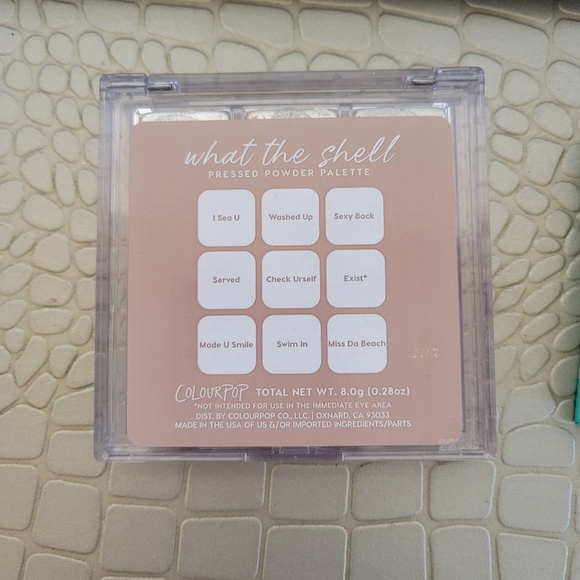 what the shell
PRESSED POWDER PALETTE
I Sea U Washed Up Sexy Back
Served Check Urself Exist*
Made U Smile Swim In Miss Da Beach
COLOURPOP TOTAL NET WT. 8.0g (0.28oz)
*NOT INTENDED FOR USE IN THE IMMEDIATE EYE AREA
DIST. BY COLOURPOP CO., LLC. | OXNARD, CA 93033
MADE IN THE USA OF US &/OR IMPORTED INGREDIENTS/PARTS